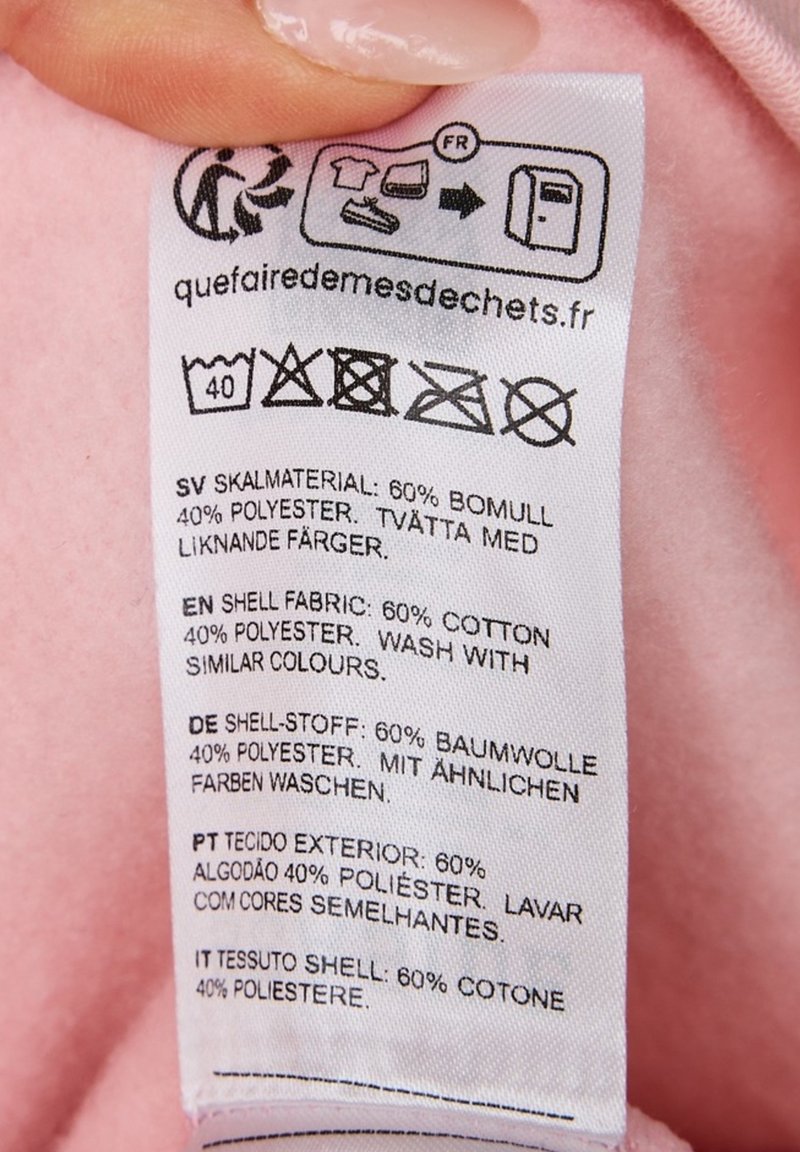 FR
quefairedemesdechets.fr
40
SV SKALMATERIAL: 60% BOMULL
40% POLYESTER. TVÄTTA MED
LIKNANDE FÄRGER.
EN SHELL FABRIC: 60% COTTON
40% POLYESTER. WASH WITH
SIMILAR COLOURS.
DE SHELL-STOFF: 60% BAUMWOLLE
40% POLYESTER. MIT ÄHNLICHEN
FARBEN WASCHEN.
PT TECIDO EXTERIOR: 60%
ALGODÃO 40% POLIÉSTER. LAVAR
COM CORES SEMELHANTES.
IT TESSUTO SHELL: 60% COTONE
40% POLIESTERE.